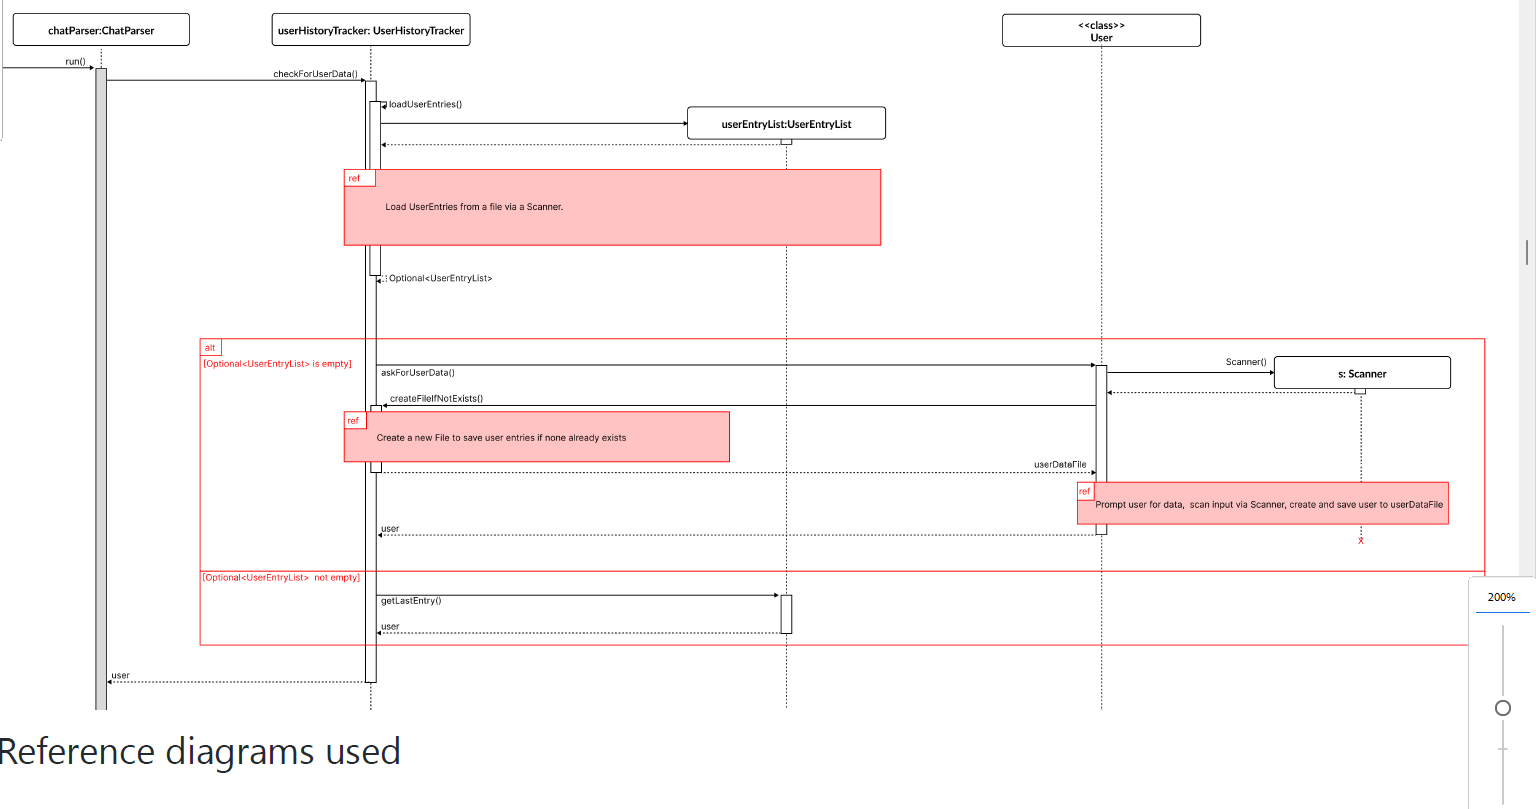 chatParser:ChatParser
userHistoryTracker: UserHistoryTracker
<<class>>
User
run()
checkForUserData()
loadUserEntries()
userEntryList:UserEntryList
ref
Load UserEntries from a file via a Scanner.
Optional<UserEntryList>
alt
[Optional<UserEntryList> is empty]
askForUserData()
Scanner()
s: Scanner
createFileIfNotExists()
ref
Create a new File to save user entries if none already exists
userDataFile
ref
Prompt user for data, scan input via Scanner, create and save user to userDataFile
user
x
[Optional<UserEntryList> not empty]
getLastEntry()
user
user
200%
Reference diagrams used